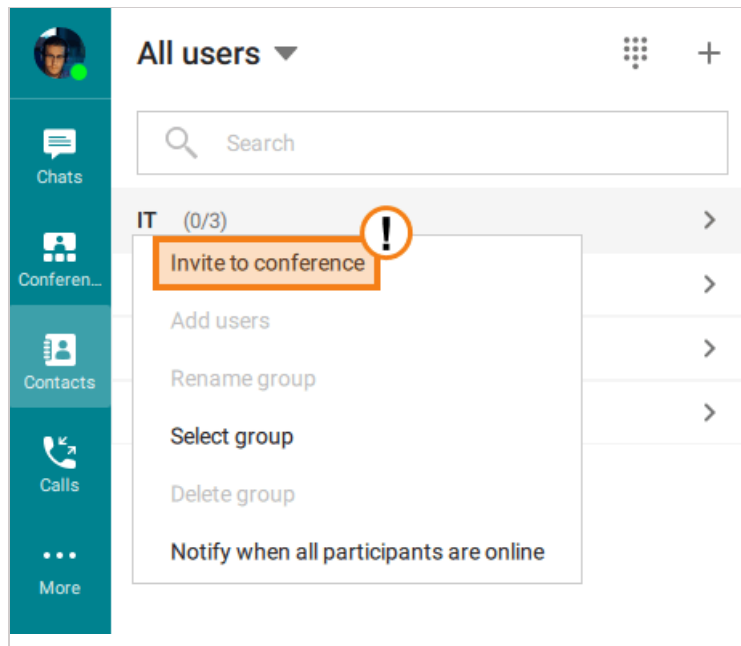 All users
Search
Chats
IT (0/3)
!
Invite to conference
Conferen...
Add users
Rename group
Contacts
Select group
Calls
Delete group
Notify when all participants are online
More